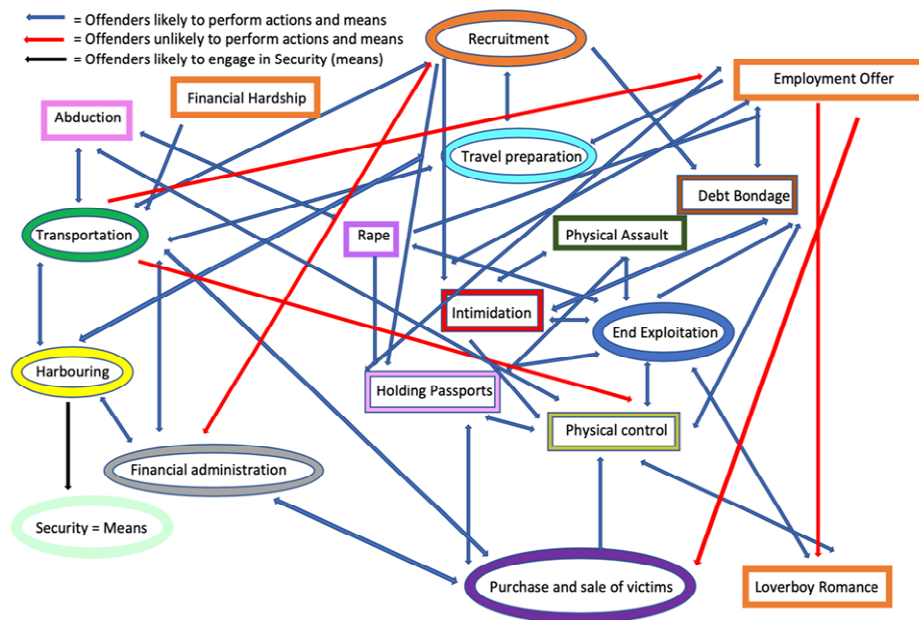 = Offenders likely to perform actions and means
= Offenders unlikely to perform actions and means
= Offenders likely to engage in Security (means)
Recruitment
Employment Offer
Financial Hardship
Abduction
Travel preparation
Debt Bondage
Transportation
Rape
Physical Assault
Intimidation
End Exploitation
Harbouring
Holding Passports
Physical control
Financial administration
Security = Means
Purchase and sale of victims
Loverboy Romance